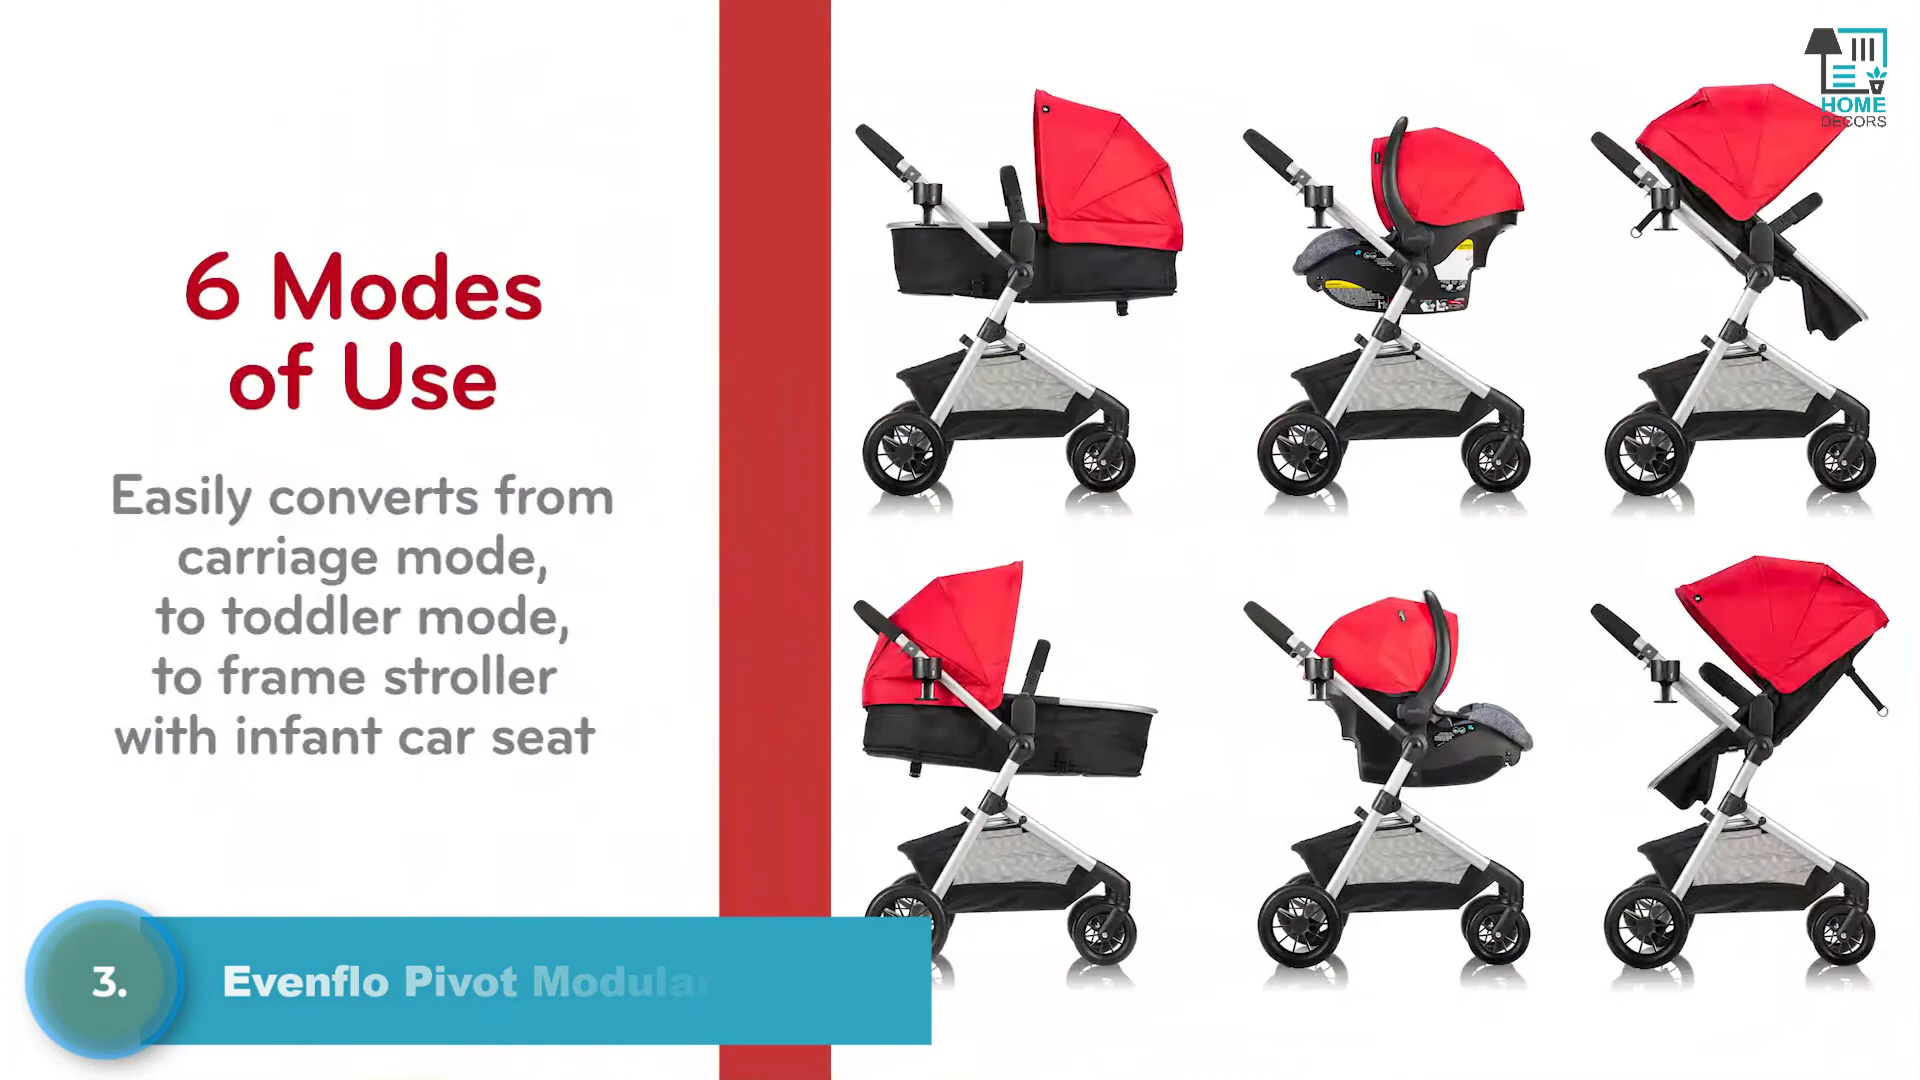 HOME
DECORS
6 Modes
of Use
Easily converts from
carriage mode,
to toddler mode,
to frame stroller
with infant car seat
3.
Evenflo Pivot Modular